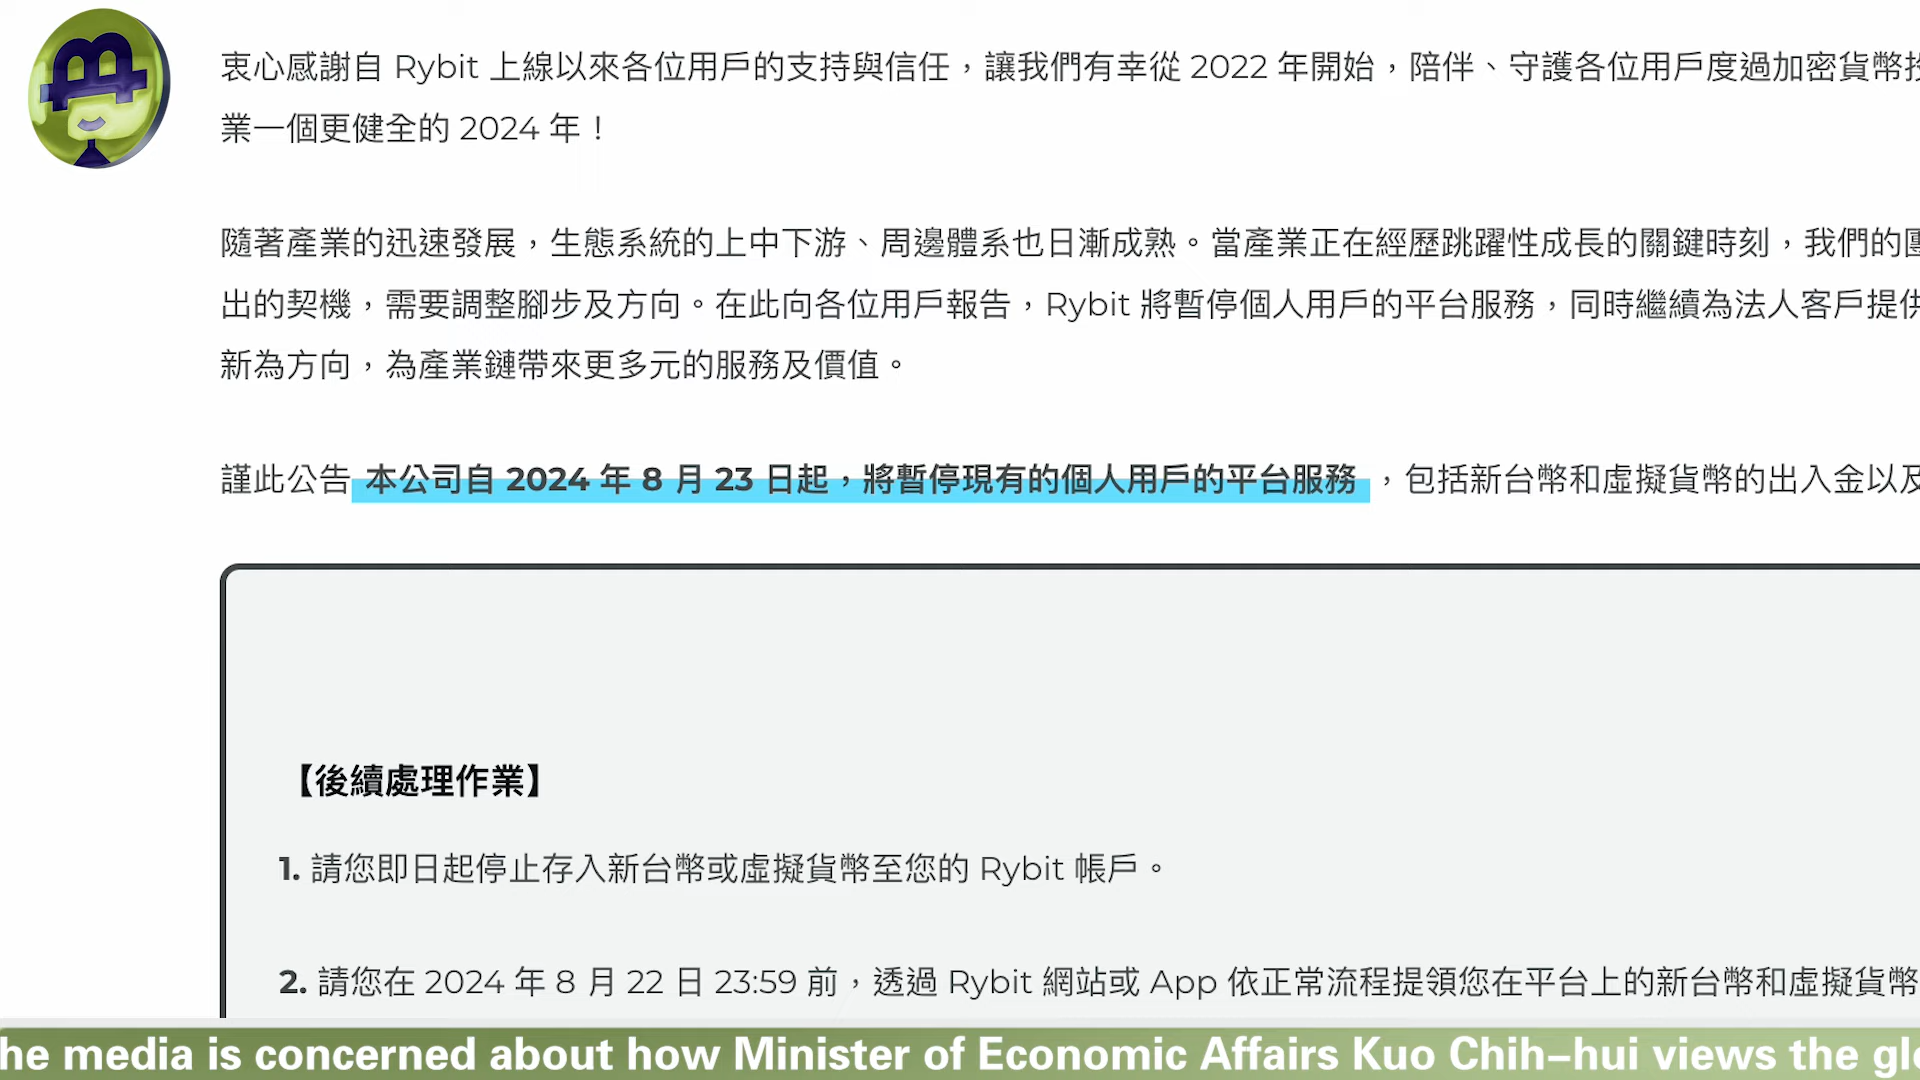 衷心感謝自 Rybit 上線以來各位用戶的支持與信任，讓我們有幸從 2022 年開始，陪伴、守護各位用戶度過加密貨幣投
業一個更健全的 2024 年！
隨著產業的迅速發展，生態系統的上中下游、周邊體系也日漸成熟。當產業正在經歷跳躍性成長的關鍵時刻，我們的團
出的契機，需要調整腳步及方向。在此向各位用戶報告，Rybit 將暫停個人用戶的平台服務，同時繼續為法人客戶提供
新為方向，為產業鏈帶來更多元的服務及價值。
謹此公告 本公司自 2024 年 8 月 23 日起，將暫停現有的個人用戶的平台服務 ，包括新台幣和虛擬貨幣的出入金以及
【後續處理作業】
1. 請您即日起停止存入新台幣或虛擬貨幣至您的 Rybit 帳戶。
2. 請您在 2024 年 8 月 22 日 23:59 前，透過 Rybit 網站或 App 依正常流程提領您在平台上的新台幣和虛擬貨幣
he media is concerned about how Minister of Economic Affairs Kuo Chih-hui views the gl